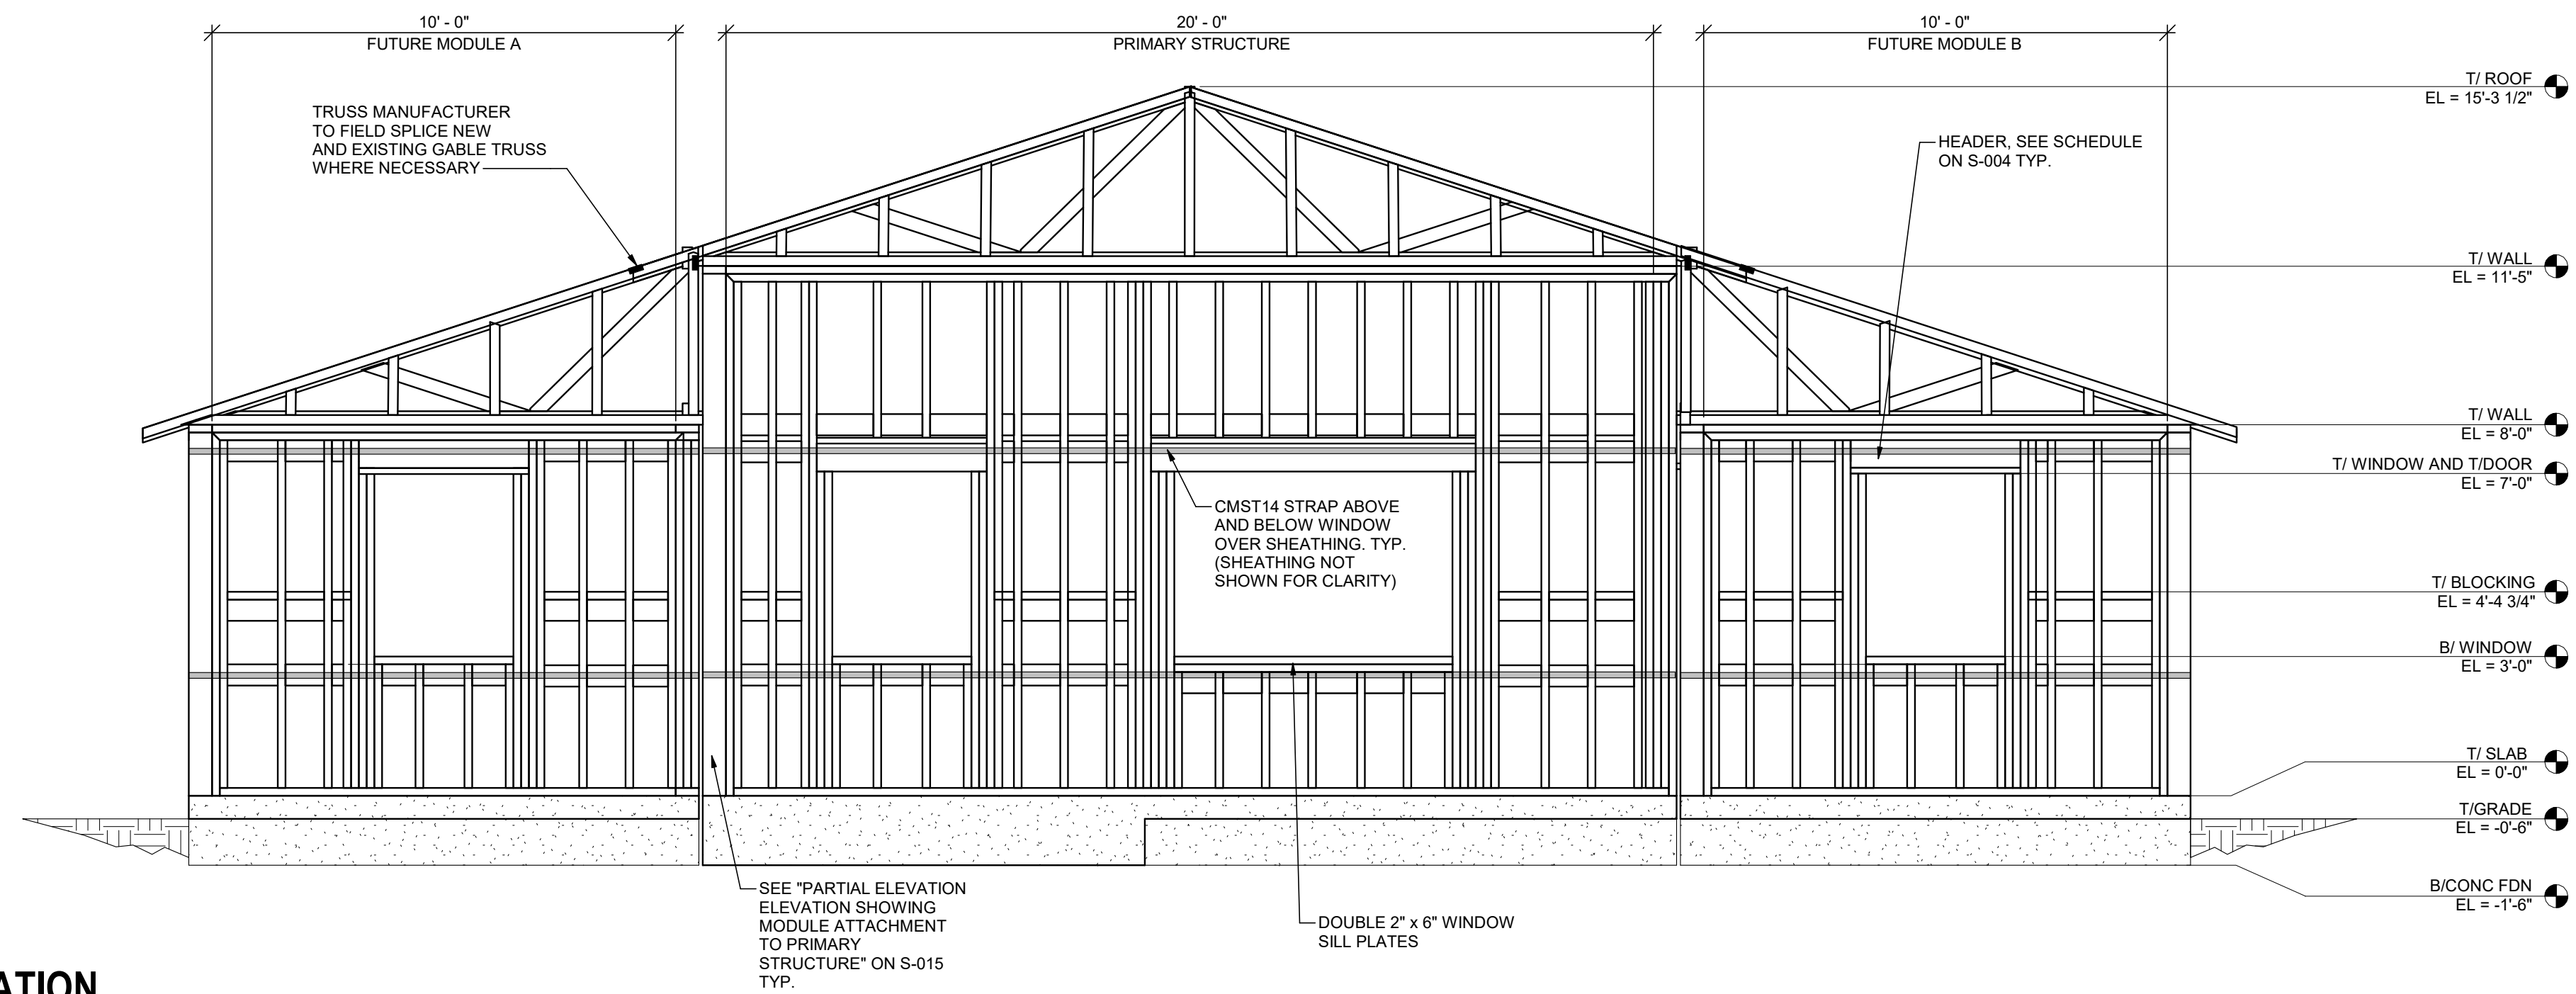 10' - 0"
FUTURE MODULE A
20' - 0"
PRIMARY STRUCTURE
10' - 0"
FUTURE MODULE B
TRUSS MANUFACTURER
TO FIELD SPLICE NEW
AND EXISTING GABLE TRUSS
WHERE NECESSARY
HEADER, SEE SCHEDULE
ON S-004 TYP.
T/ ROOF
EL = 15'-3 1/2"
T/ WALL
EL = 11'-5"
T/ WALL
EL = 8'-0"
T/ WINDOW AND T/DOOR
EL = 7'-0"
CMST14 STRAP ABOVE
AND BELOW WINDOW
OVER SHEATHING. TYP.
(SHEATHING NOT
SHOWN FOR CLARITY)
T/ BLOCKING
EL = 4'-4 3/4"
B/ WINDOW
EL = 3'-0"
T/ SLAB
EL = 0'-0"
T/GRADE
EL = -0'-6"
B/CONC FDN
EL = -1'-6"
SEE "PARTIAL ELEVATION
ELEVATION SHOWING
MODULE ATTACHMENT
TO PRIMARY
STRUCTURE" ON S-015
TYP.
DOUBLE 2" x 6" WINDOW
SILL PLATES
ATION